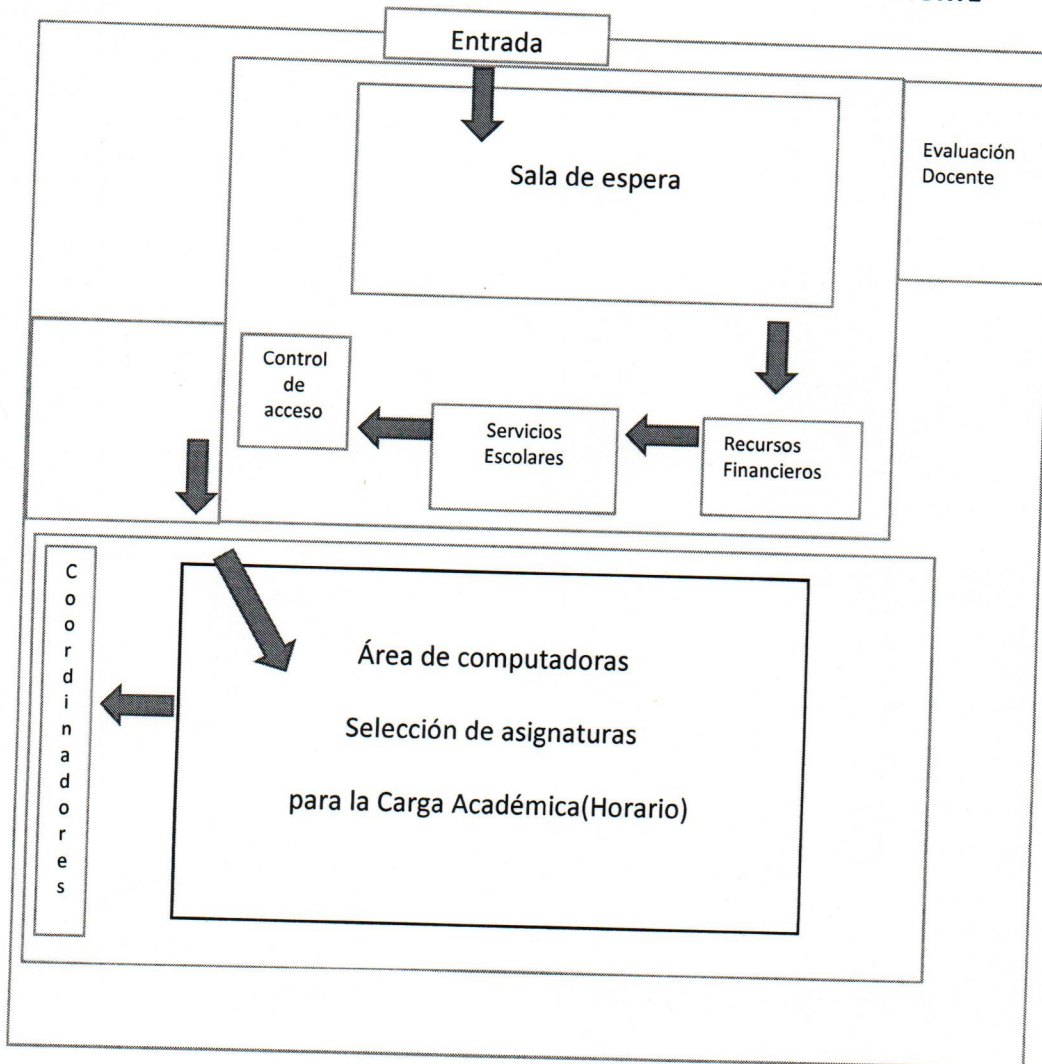 Entrada
Sala de espera
Evaluación
Docente
Control
de
acceso
Servicios
Escolares
Recursos
Financieros
C
o
o
r
d
i
n
a
d
o
r
e
s
Área de computadoras
Selección de asignaturas
para la Carga Académica(Horario)